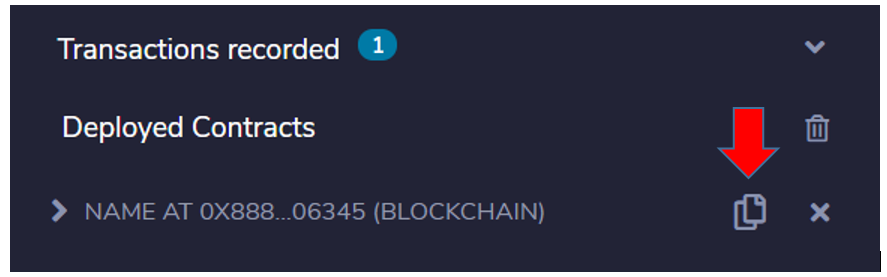 Transactions recorded 1
Deployed Contracts
NAME AT 0X888...06345 (BLOCKCHAIN)